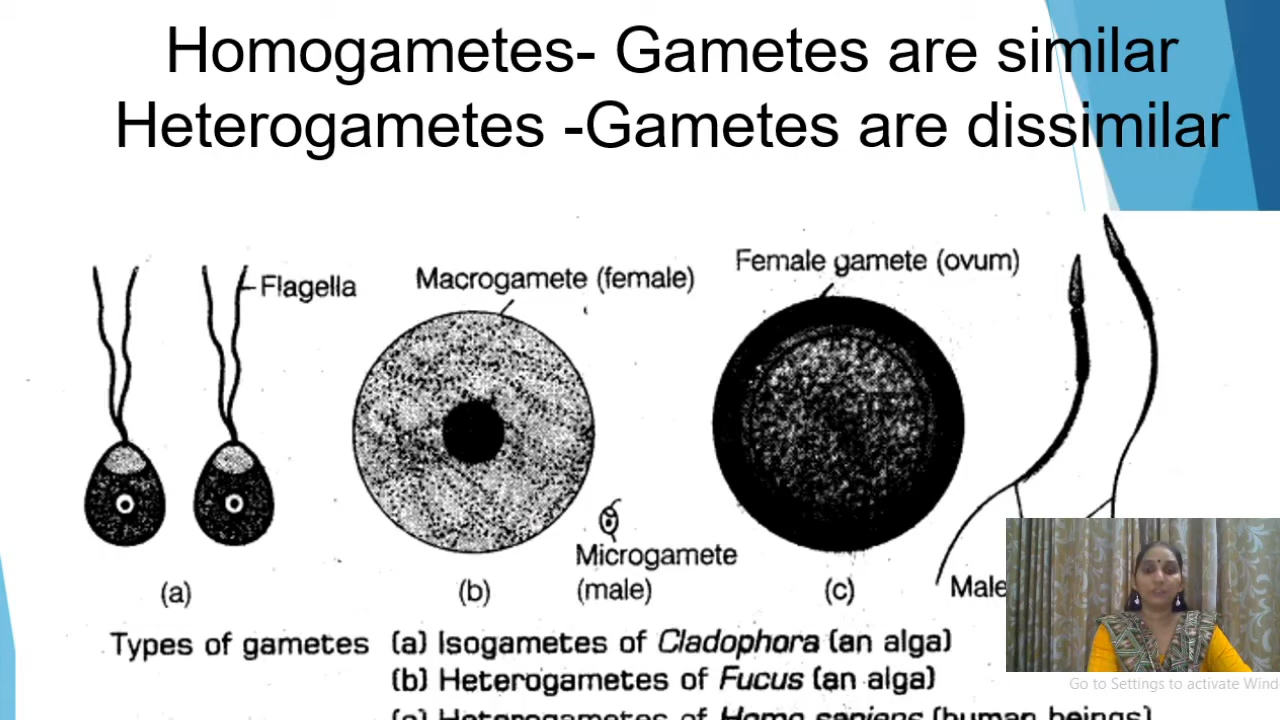 Homogametes- Gametes are similar
Heterogametes -Gametes are dissimilar
Flagella
Macrogamete (female)
Female gamete (ovum)
Microgamete
(male)
Male
(a)
(b)
(c)
Types of gametes (a) Isogametes of Cladophora (an alga)
(b) Heterogametes of Fucus (an alga)
(c) Heterogametes of Homo sapiens (human beings)
Go to Settings to activate Wind